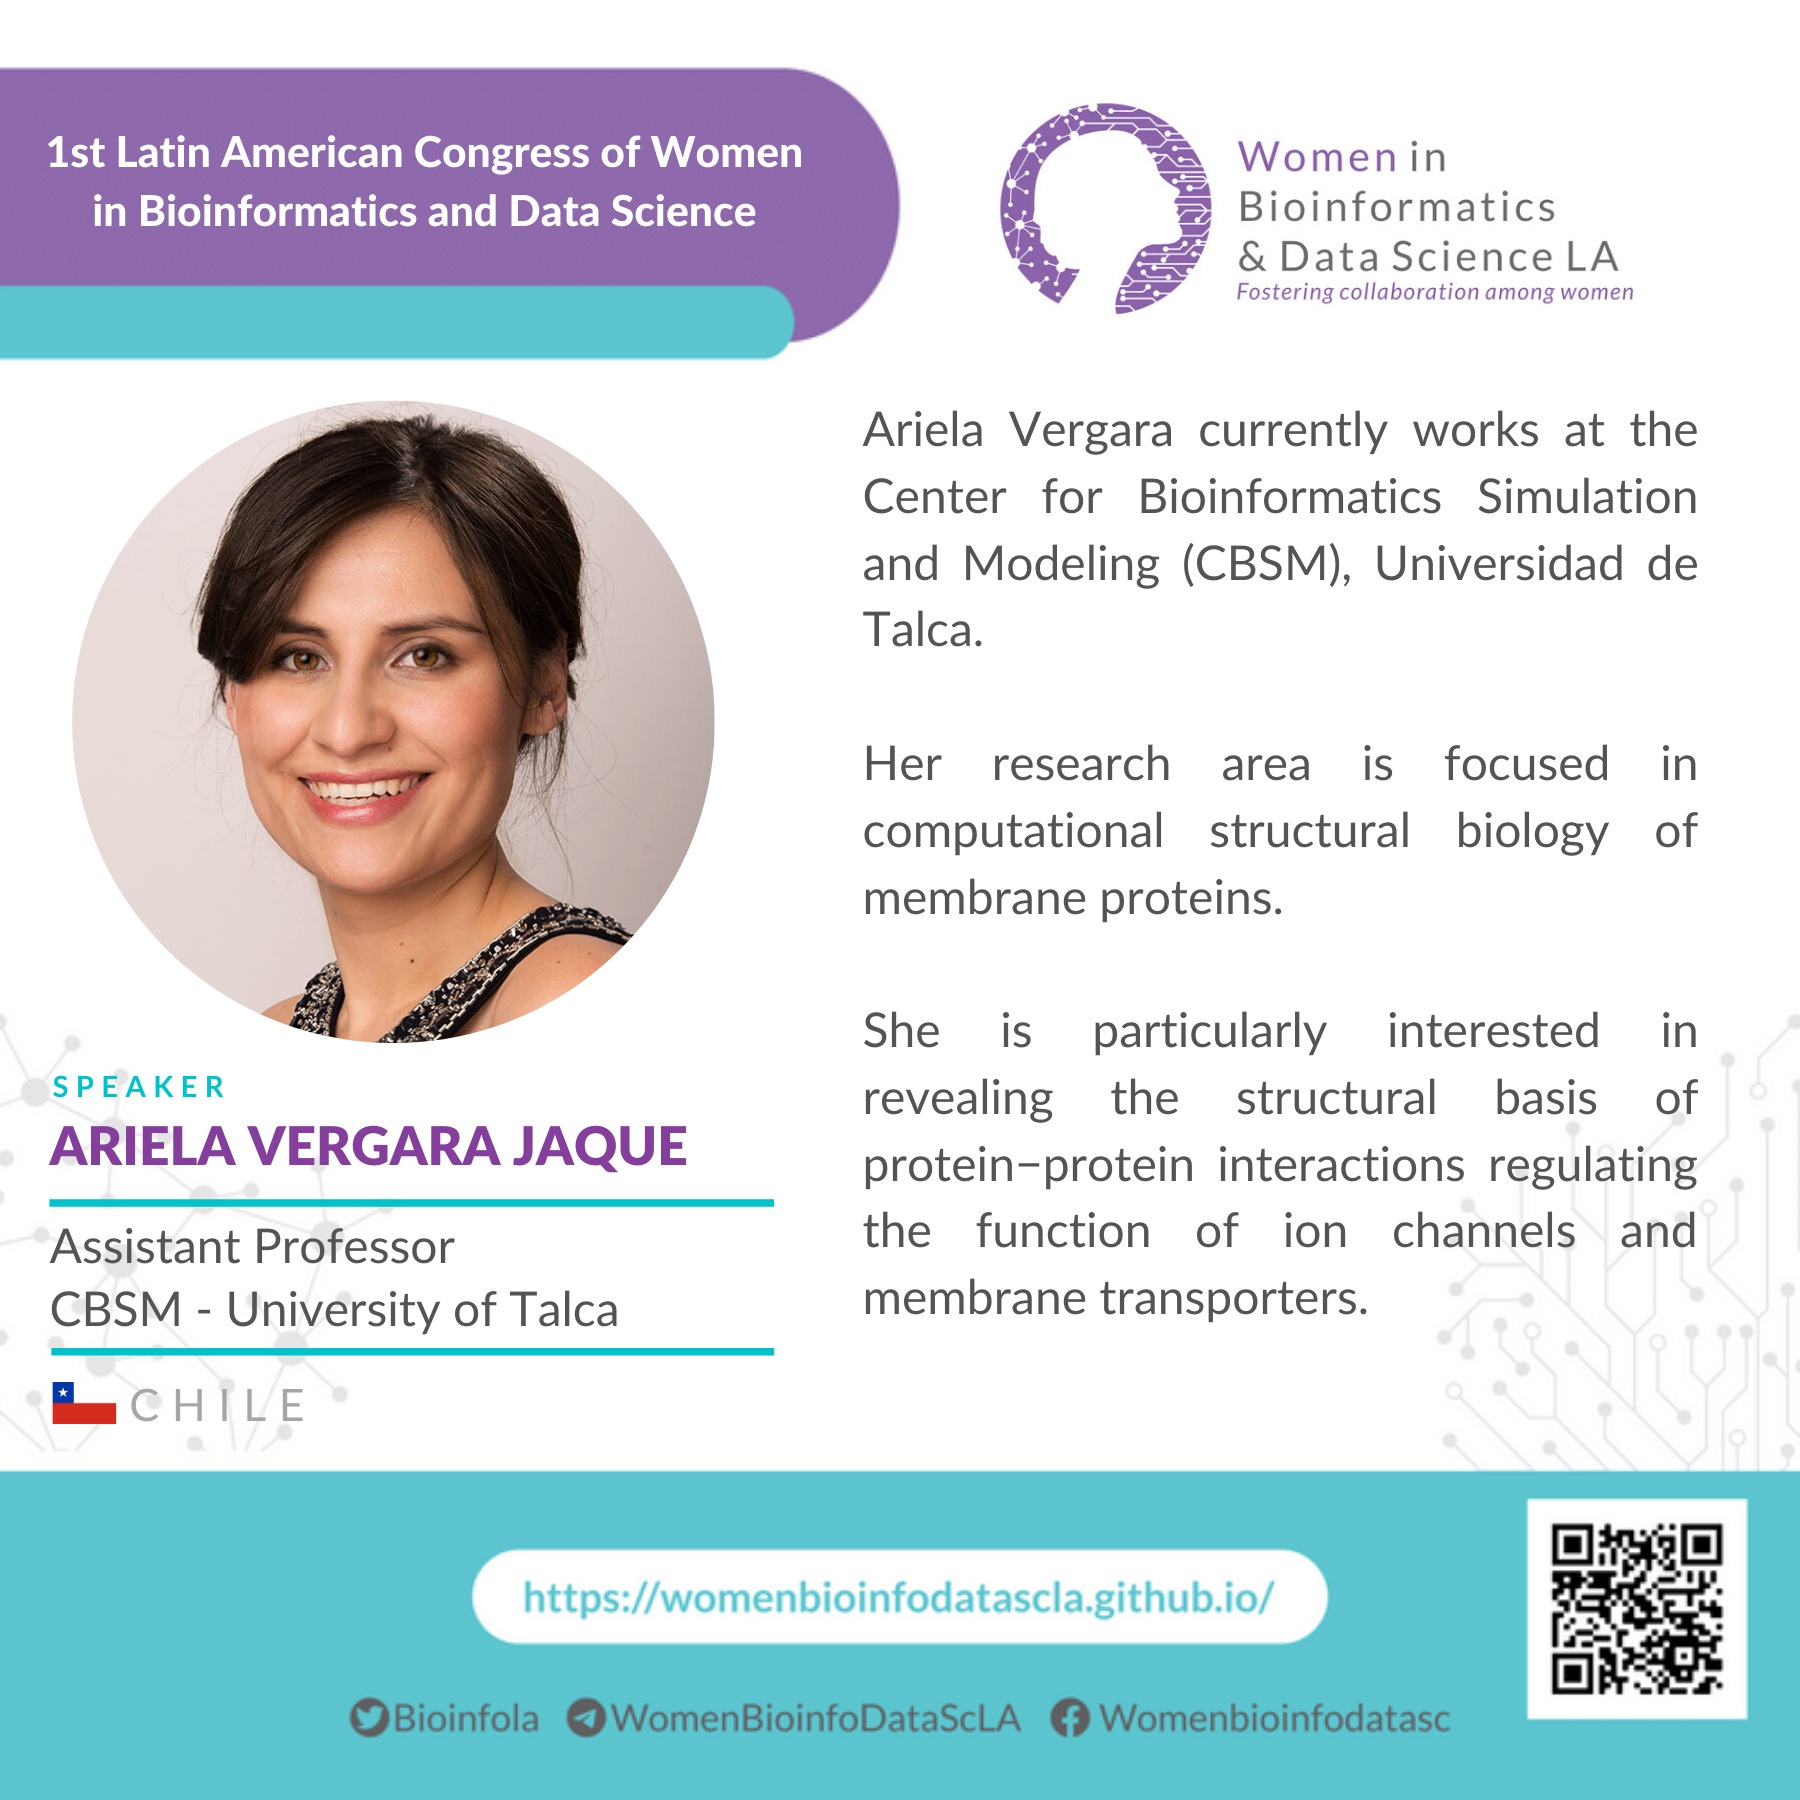 1st Latin American Congress of Women
in Bioinformatics and Data Science
Women in
Bioinformatics
& Data Science LA
Fostering collaboration among women
SPEAKER
ARIELA VERGARA JAQUE
Assistant Professor
CBSM - University of Talca
CHILE
Ariela Vergara currently works at the
Center for Bioinformatics Simulation
and Modeling (CBSM), Universidad de
Talca.
Her research area is focused in
computational structural biology of
membrane proteins.
She is particularly interested in
revealing the structural basis of
protein–protein interactions regulating
the function of ion channels and
membrane transporters.
https://womenbioinfodatascla.github.io/
Bioinfola WomenBioinfoDataScLA Womenbioinfodatasc